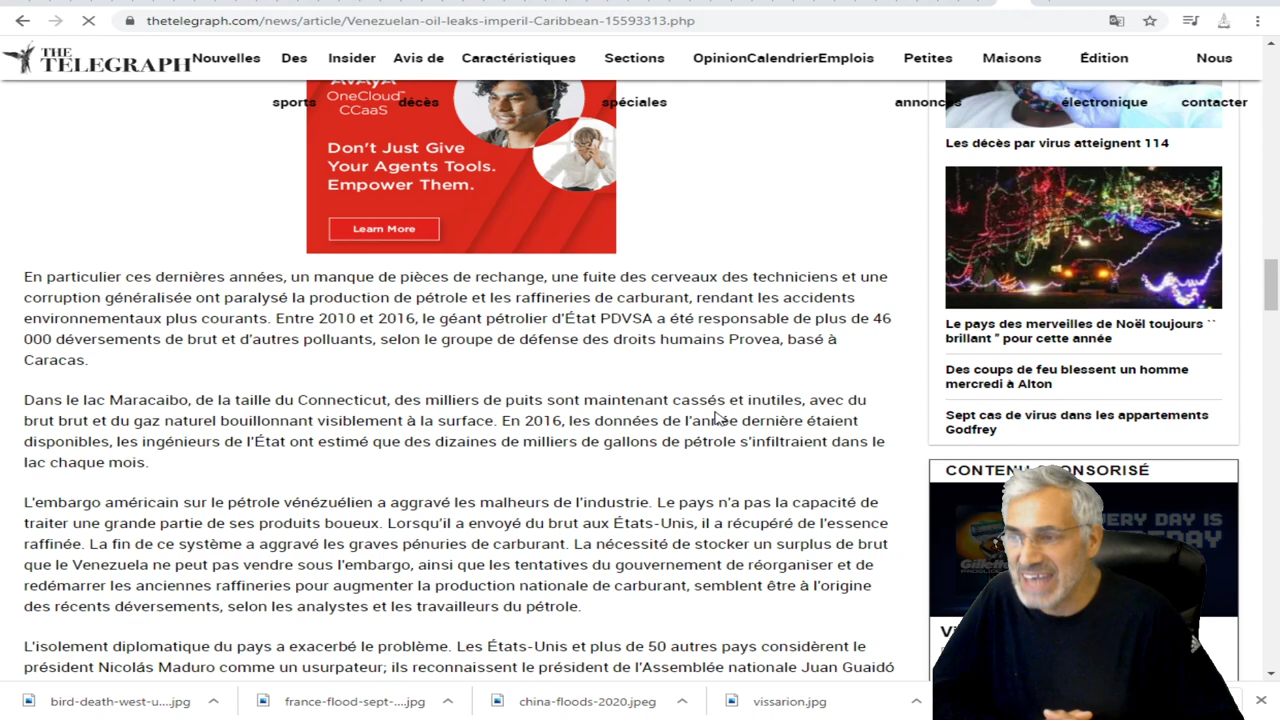 thetelegraph.com/news/article/Venezuelan-oil-leaks-imperil-Caribbean-15593313.php
THE
TELEGRAPH
Nouvelles Des Insider Avis de Caractéristiques Sections OpinionCalendrierEmplois Petites Maisons Édition Nous
sports décès spéciales annonces électronique contacter
AVAYA
OneCloud™
CCaaS
Don't Just Give
Your Agents Tools.
Empower Them.
Learn More
En particulier ces dernières années, un manque de pièces de rechange, une fuite des cerveaux des techniciens et une
corruption généralisée ont paralysé la production de pétrole et les raffineries de carburant, rendant les accidents
environnementaux plus courants. Entre 2010 et 2016, le géant pétrolier d'État PDVSA a été responsable de plus de 46
000 déversements de brut et d'autres polluants, selon le groupe de défense des droits humains Provea, basé à
Caracas.
Dans le lac Maracaibo, de la taille du Connecticut, des milliers de puits sont maintenant cassés et inutiles, avec du
brut brut et du gaz naturel bouillonnant visiblement à la surface. En 2016, les données de l'année dernière étaient
disponibles, les ingénieurs de l'État ont estimé que des dizaines de milliers de gallons de pétrole s'infiltraient dans le
lac chaque mois.
L'embargo américain sur le pétrole vénézuélien a aggravé les malheurs de l'industrie. Le pays n'a pas la capacité de
traiter une grande partie de ses produits boueux. Lorsqu'il a envoyé du brut aux États-Unis, il a récupéré de l'essence
raffinée. La fin de ce système a aggravé les graves pénuries de carburant. La nécessité de stocker un surplus de brut
que le Venezuela ne peut pas vendre sous l'embargo, ainsi que les tentatives du gouvernement de réorganiser et de
redémarrer les anciennes raffineries pour augmenter la production nationale de carburant, semblent être à l'origine
des récents déversements, selon les analystes et les travailleurs du pétrole.
L'isolement diplomatique du pays a exacerbé le problème. Les États-Unis et plus de 50 autres pays considèrent le
président Nicolás Maduro comme un usurpateur; ils reconnaissent le président de l'Assemblée nationale Juan Guaidó
Les décès par virus atteignent 114
Le pays des merveilles de Noël toujours ``
brillant '' pour cette année
Des coups de feu blessent un homme
mercredi à Alton
Sept cas de virus dans les appartements
Godfrey
CONTENU SPONSORISÉ
EVERY DAY IS
Gillette
bird-death-west-u....jpg
france-flood-sept-....jpg
china-floods-2020.jpeg
vissarion.jpg